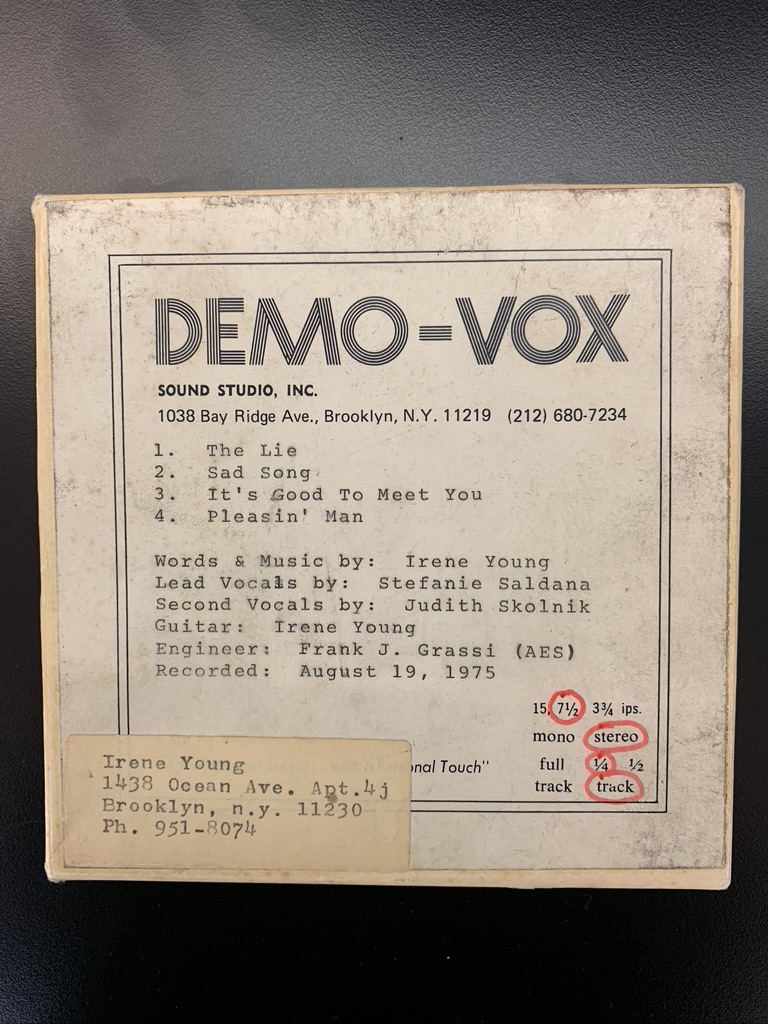 DEMO-VOX
SOUND STUDIO, INC.
1038 Bay Ridge Ave., Brooklyn, N.Y. 11219 (212) 680-7234
1. The Lie
2. Sad Song
3. It's Good To Meet You
4. Pleasin' Man
Words & Music by: Irene Young
Lead Vocals by: Stefanie Saldana
Second Vocals by: Judith Skolnik
Guitar: Irene Young
Engineer: Frank J. Grassi (AES)
Recorded: August 19, 1975
15, 7½ 3¾ ips.
mono stereo
full ¼ ½
track track
Touch"
Irene Young
1438 Ocean Ave. Apt.4j
Brooklyn, n.y. 11230
Ph. 951-8074